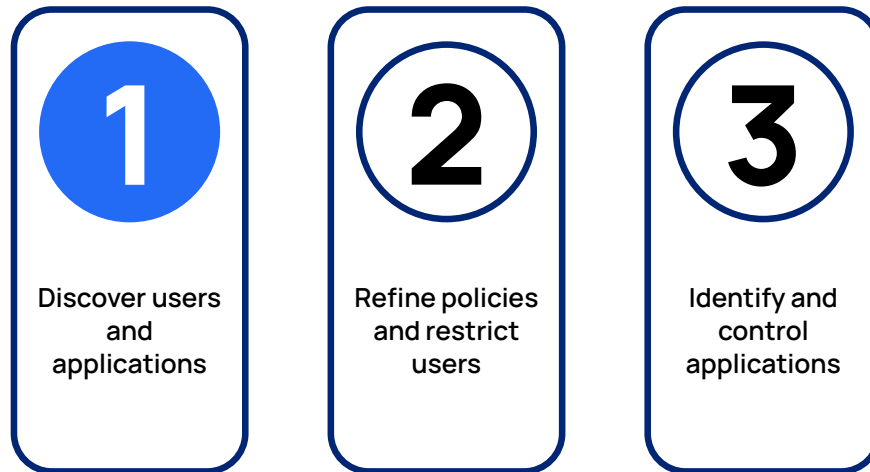 1
Discover users
and
applications
2
Refine policies
and restrict
users
3
Identify and
control
applications